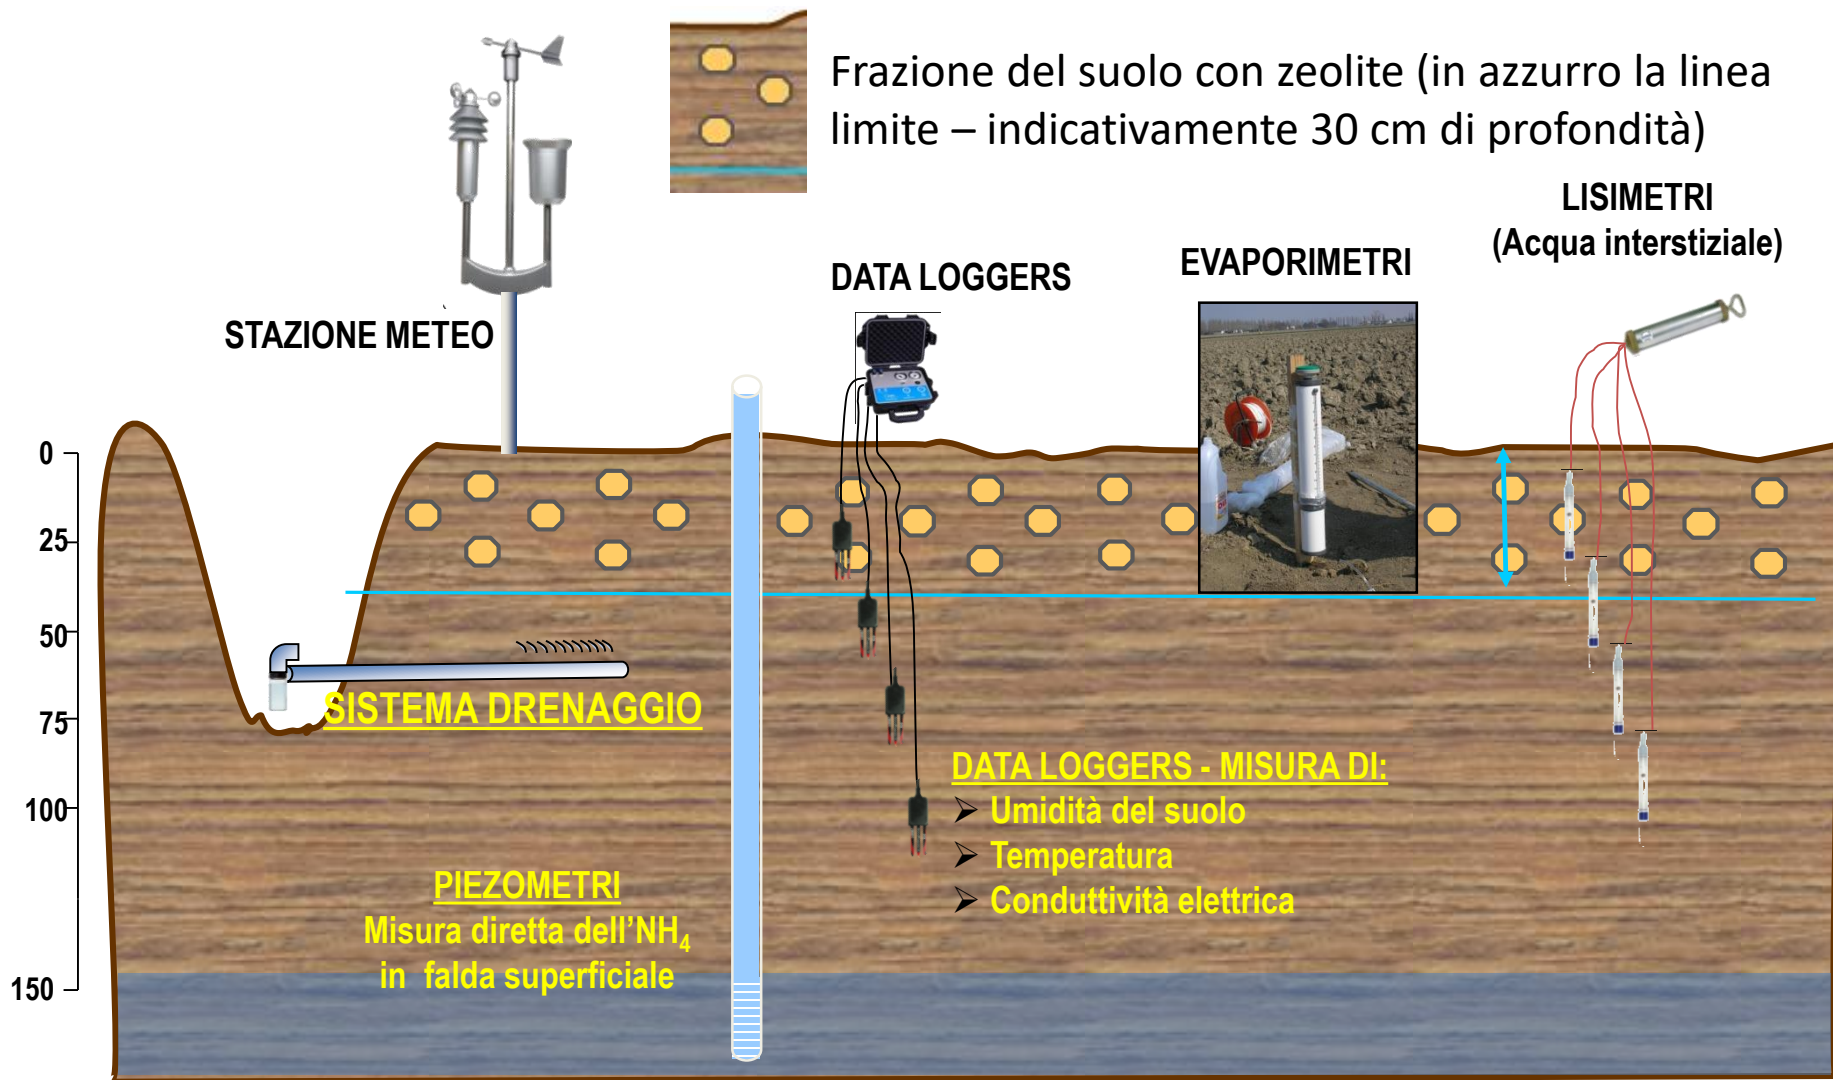 Frazione del suolo con zeolite (in azzurro la linea
limite – indicativamente 30 cm di profondità)
LISIMETRI
(Acqua interstiziale)
EVAPORIMETRI
DATA LOGGERS
STAZIONE METEO
0
25
50
75
100
150
SISTEMA DRENAGGIO
DATA LOGGERS - MISURA DI:
➢ Umidità del suolo
➢ Temperatura
➢ Conduttività elettrica
PIEZOMETRI
Misura diretta dell’NH₄
in falda superficiale